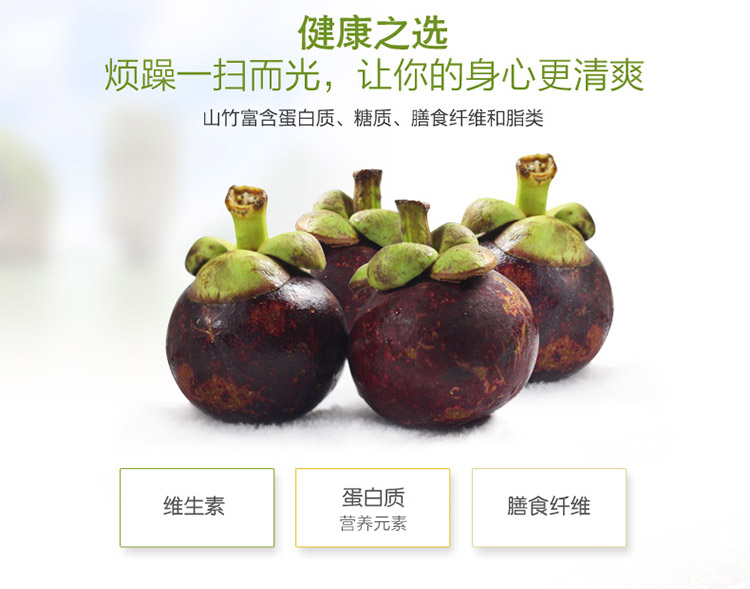 健康之选
烦躁一扫而光，让你的身心更清爽
山竹富含蛋白质、糖质、膳食纤维和脂类
维生素
蛋白质
营养元素
膳食纤维